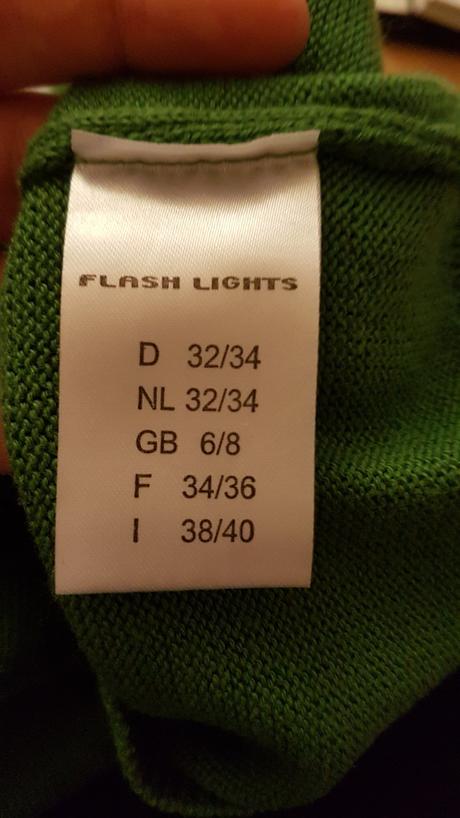 FLASH LIGHTS
D 32/34
NL 32/34
GB 6/8
F 34/36
I 38/40